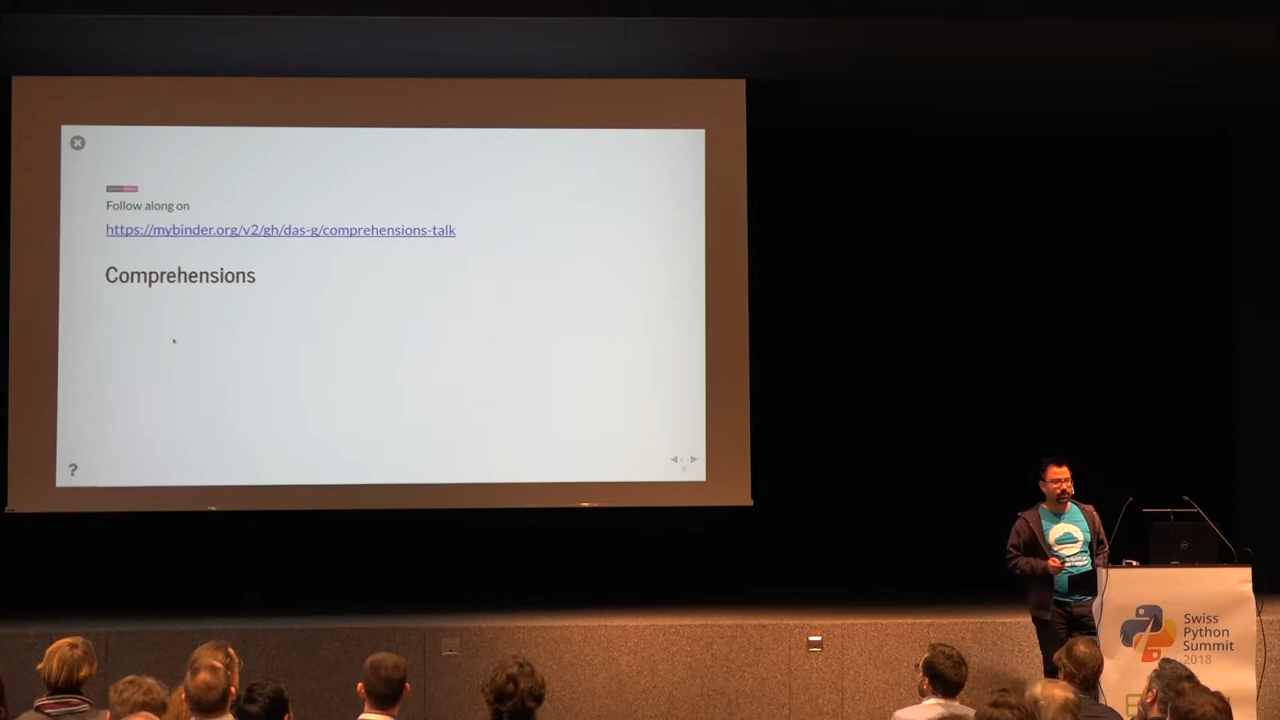 Follow along on
https://mybinder.org/v2/gh/das-g/comprehensions-talk
Comprehensions
?
Swiss
Python
Summit
2018